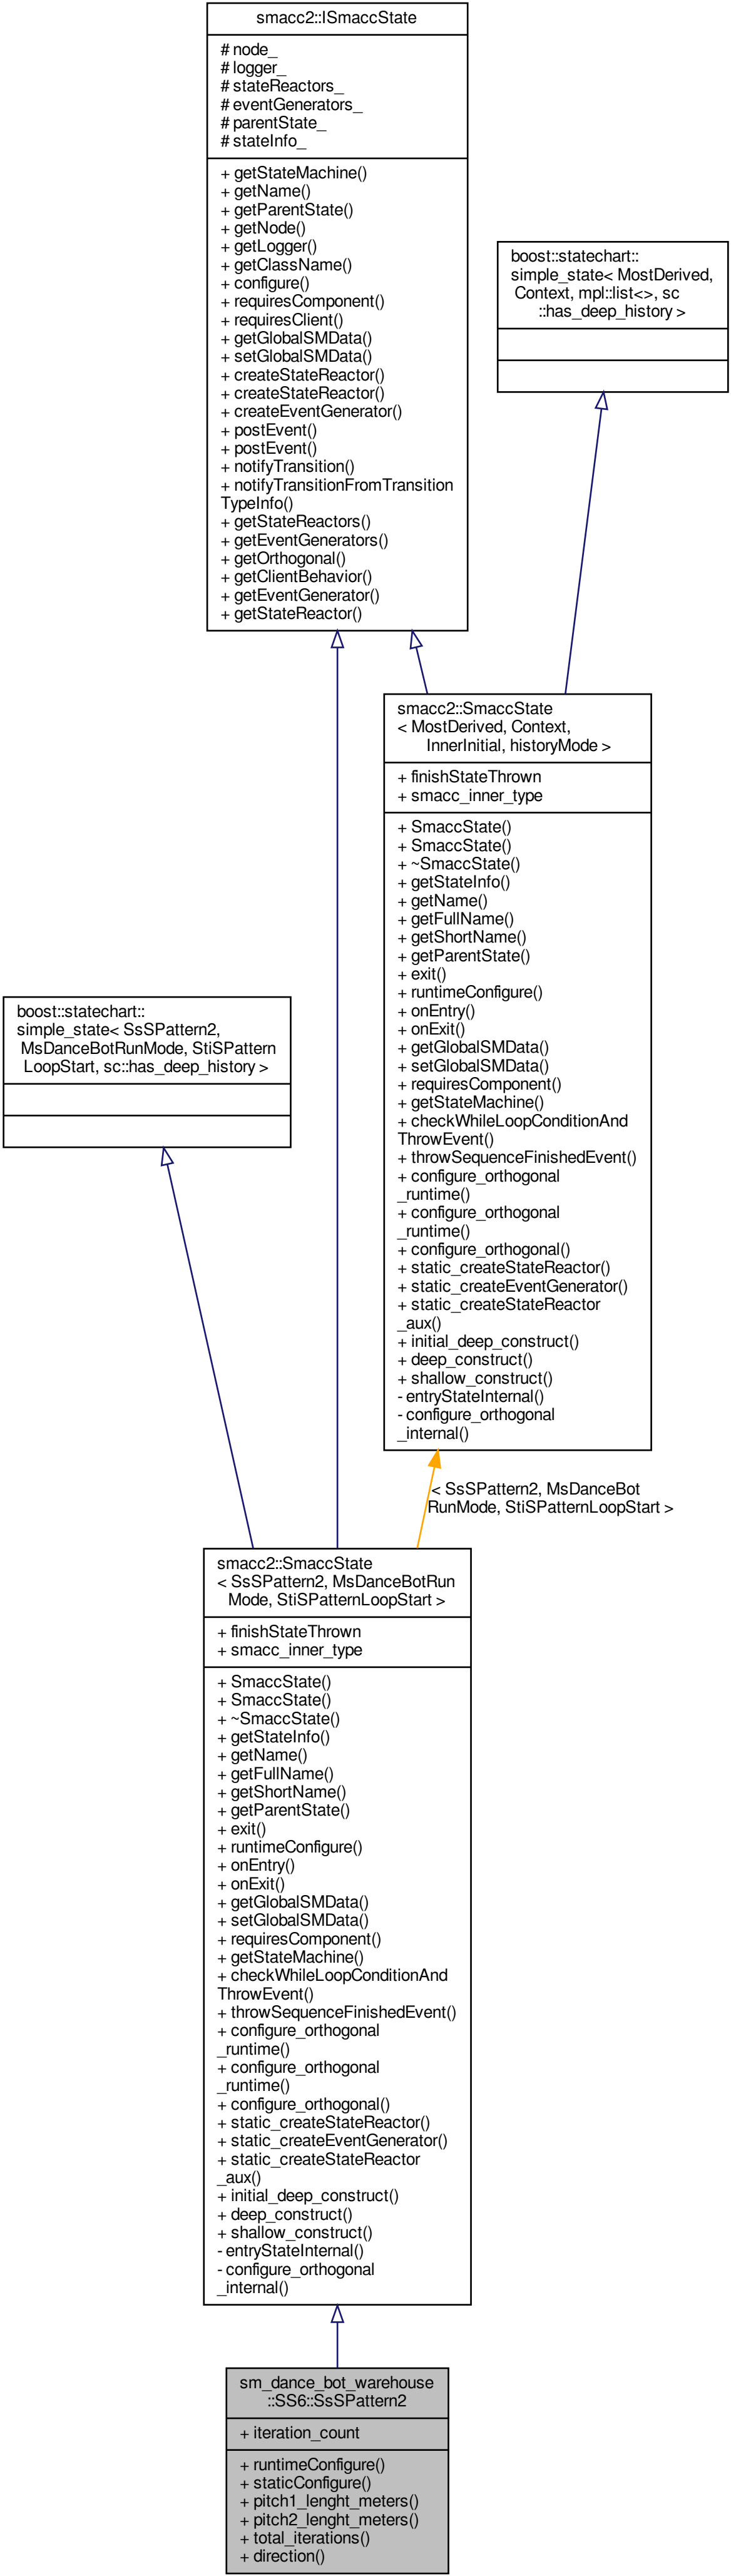 smacc2::ISmaccState
# node_
# logger_
# stateReactors_
# eventGenerators_
# parentState_
# stateInfo_
+ getStateMachine()
+ getName()
+ getParentState()
+ getNode()
+ getLogger()
+ getClassName()
+ configure()
+ requiresComponent()
+ requiresClient()
+ getGlobalSMData()
+ setGlobalSMData()
+ createStateReactor()
+ createStateReactor()
+ createEventGenerator()
+ postEvent()
+ postEvent()
+ notifyTransition()
+ notifyTransitionFromTransition
TypeInfo()
+ getStateReactors()
+ getEventGenerators()
+ getOrthogonal()
+ getClientBehavior()
+ getEventGenerator()
+ getStateReactor()
boost::statechart::
simple_state< MostDerived,
Context, mpl::list<>, sc
::has_deep_history >
smacc2::SmaccState
< MostDerived, Context,
InnerInitial, historyMode >
+ finishStateThrown
+ smacc_inner_type
+ SmaccState()
+ SmaccState()
+ ~SmaccState()
+ getStateInfo()
+ getName()
+ getFullName()
+ getShortName()
+ getParentState()
+ exit()
+ runtimeConfigure()
+ onEntry()
+ onExit()
+ getGlobalSMData()
+ setGlobalSMData()
+ requiresComponent()
+ getStateMachine()
+ checkWhileLoopConditionAnd
ThrowEvent()
+ throwSequenceFinishedEvent()
+ configure_orthogonal
_runtime()
+ configure_orthogonal
_runtime()
+ configure_orthogonal()
+ static_createStateReactor()
+ static_createEventGenerator()
+ static_createStateReactor
_aux()
+ initial_deep_construct()
+ deep_construct()
+ shallow_construct()
- entryStateInternal()
- configure_orthogonal
_internal()
boost::statechart::
simple_state< SsSPattern2,
MsDanceBotRunMode, StiSPattern
LoopStart, sc::has_deep_history >
< SsSPattern2, MsDanceBot
RunMode, StiSPatternLoopStart >
smacc2::SmaccState
< SsSPattern2, MsDanceBotRun
Mode, StiSPatternLoopStart >
+ finishStateThrown
+ smacc_inner_type
+ SmaccState()
+ SmaccState()
+ ~SmaccState()
+ getStateInfo()
+ getName()
+ getFullName()
+ getShortName()
+ getParentState()
+ exit()
+ runtimeConfigure()
+ onEntry()
+ onExit()
+ getGlobalSMData()
+ setGlobalSMData()
+ requiresComponent()
+ getStateMachine()
+ checkWhileLoopConditionAnd
ThrowEvent()
+ throwSequenceFinishedEvent()
+ configure_orthogonal
_runtime()
+ configure_orthogonal
_runtime()
+ configure_orthogonal()
+ static_createStateReactor()
+ static_createEventGenerator()
+ static_createStateReactor
_aux()
+ initial_deep_construct()
+ deep_construct()
+ shallow_construct()
- entryStateInternal()
- configure_orthogonal
_internal()
sm_dance_bot_warehouse
::SS6::SsSPattern2
+ iteration_count
+ runtimeConfigure()
+ staticConfigure()
+ pitch1_lenght_meters()
+ pitch2_lenght_meters()
+ total_iterations()
+ direction()